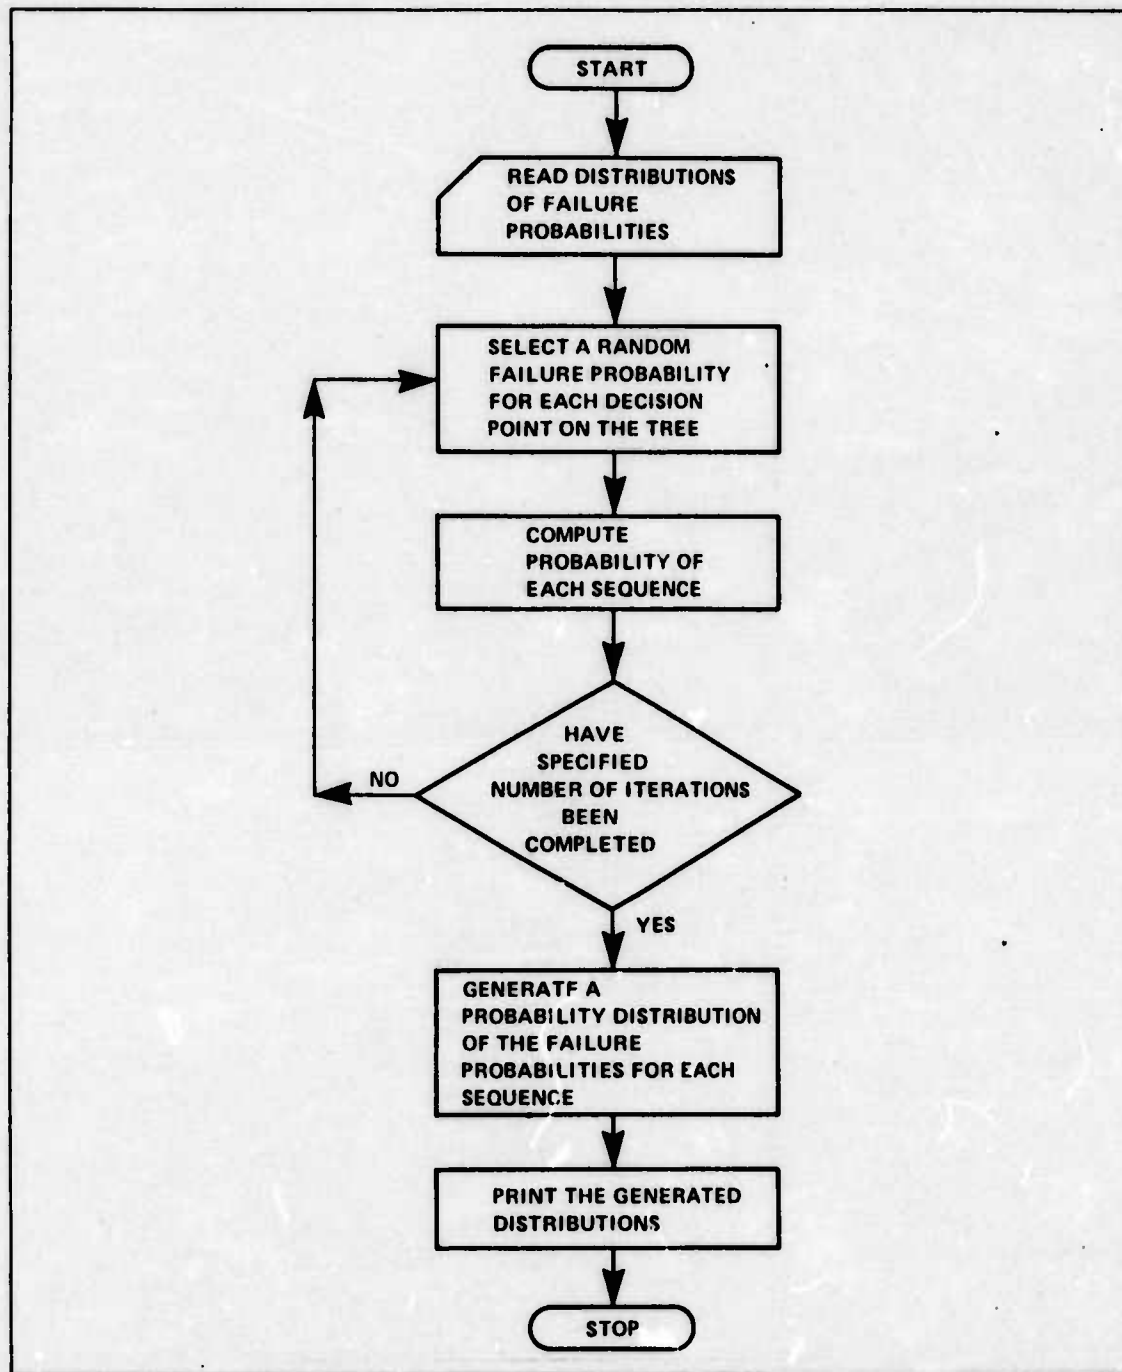 START
READ DISTRIBUTIONS
OF FAILURE
PROBABILITIES
SELECT A RANDOM
FAILURE PROBABILITY
FOR EACH DECISION
POINT ON THE TREE
COMPUTE
PROBABILITY OF
EACH SEQUENCE
HAVE
SPECIFIED
NUMBER OF ITERATIONS
BEEN
COMPLETED
NO
YES
GENERATF A
PROBABILITY DISTRIBUTION
OF THE FAILURE
PROBABILITIES FOR EACH
SEQUENCE
PRINT THE GENERATED
DISTRIBUTIONS
STOP